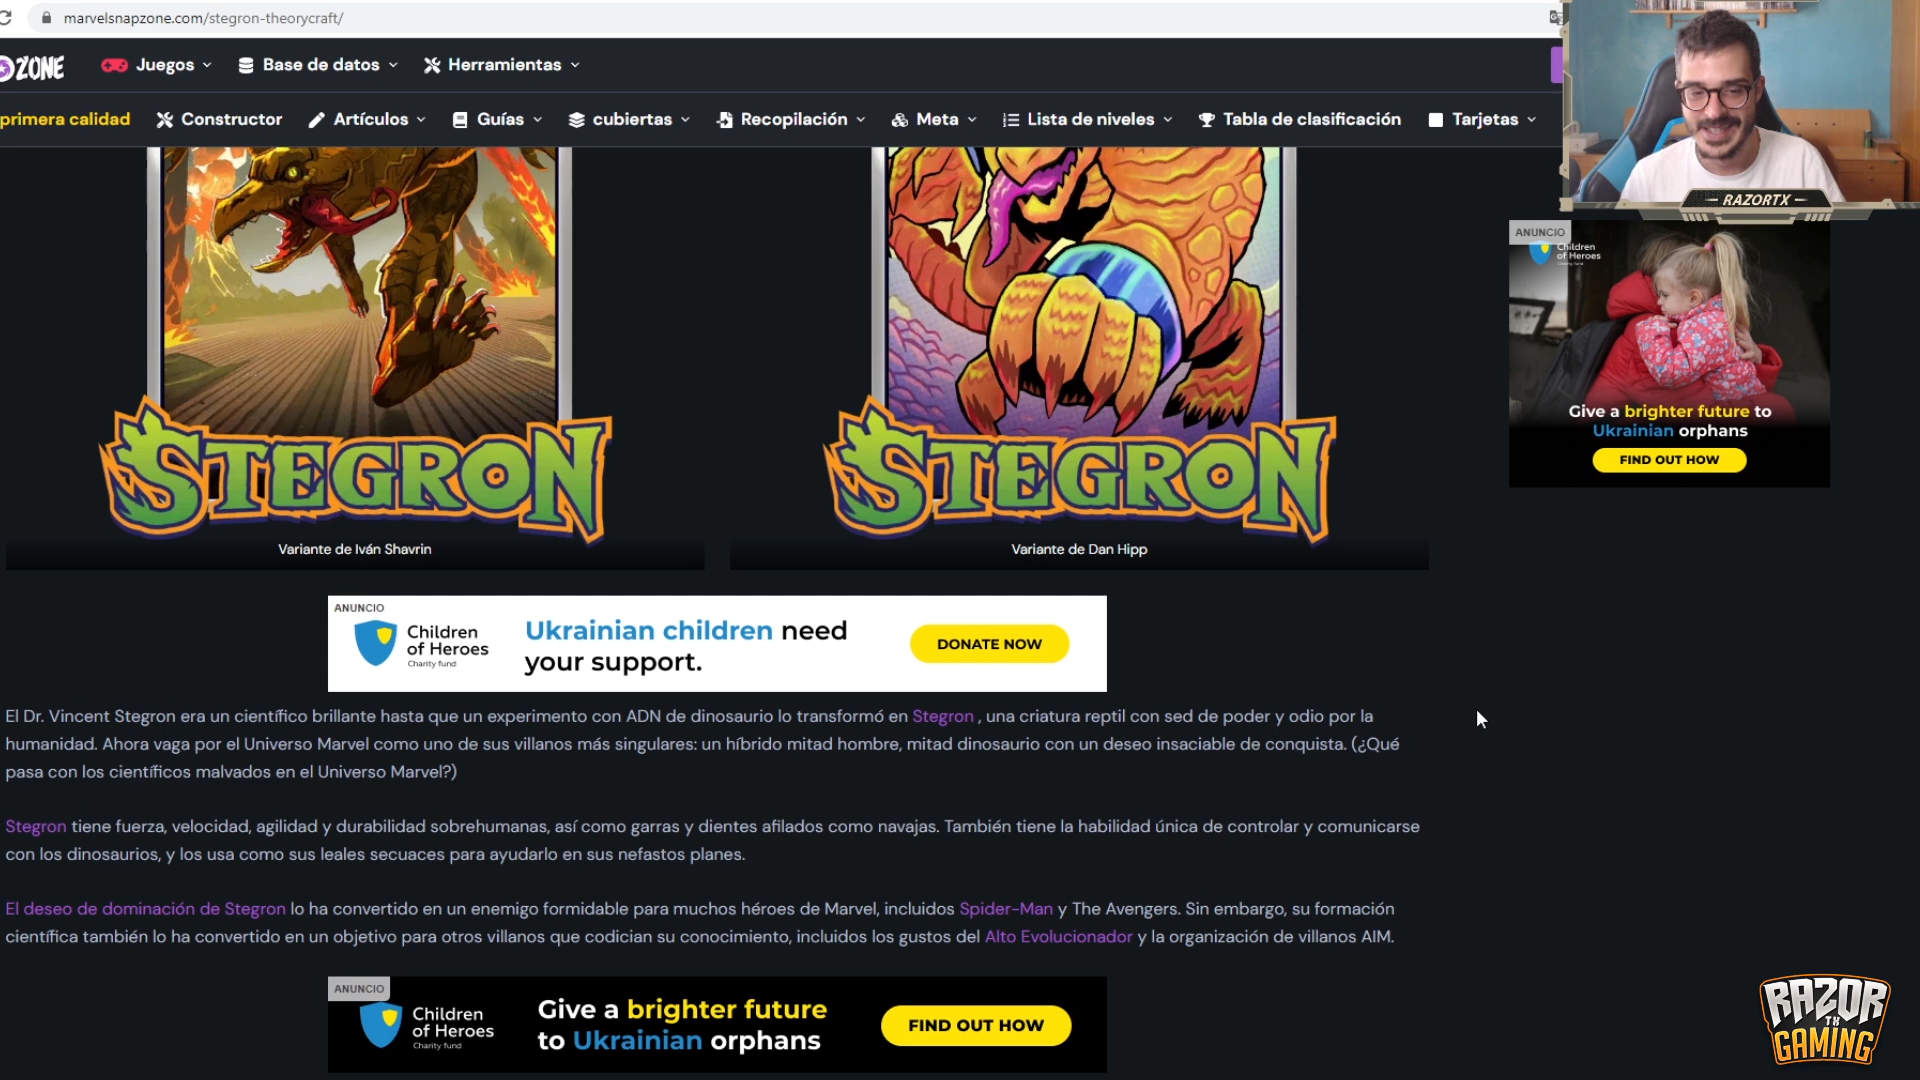 marvelsnapzone.com/stegron-theorycraft/
ZONE
Juegos
Base de datos
Herramientas
primera calidad
Constructor
Artículos
Guías
cubiertas
Recopilación
Meta
Lista de niveles
Tabla de clasificación
Tarjetas
RAZORTX
STEGRON
STEGRON
Variante de Iván Shavrin
Variante de Dan Hipp
ANUNCIO
Children
of Heroes
Charity fund
Give a brighter future to
Ukrainian orphans
FIND OUT HOW
ANUNCIO
Children
of Heroes
Charity fund
Ukrainian children need
your support.
DONATE NOW
El Dr. Vincent Stegron era un científico brillante hasta que un experimento con ADN de dinosaurio lo transformó en Stegron , una criatura reptil con sed de poder y odio por la
humanidad. Ahora vaga por el Universo Marvel como uno de sus villanos más singulares: un híbrido mitad hombre, mitad dinosaurio con un deseo insaciable de conquista. (¿Qué
pasa con los científicos malvados en el Universo Marvel?)
Stegron tiene fuerza, velocidad, agilidad y durabilidad sobrehumanas, así como garras y dientes afilados como navajas. También tiene la habilidad única de controlar y comunicarse
con los dinosaurios, y los usa como sus leales secuaces para ayudarlo en sus nefastos planes.
El deseo de dominación de Stegron lo ha convertido en un enemigo formidable para muchos héroes de Marvel, incluidos Spider-Man y The Avengers. Sin embargo, su formación
científica también lo ha convertido en un objetivo para otros villanos que codician su conocimiento, incluidos los gustos del Alto Evolucionador y la organización de villanos AIM.
ANUNCIO
Children
of Heroes
Charity fund
Give a brighter future
to Ukrainian orphans
FIND OUT HOW
RAZOR
TX
GAMING